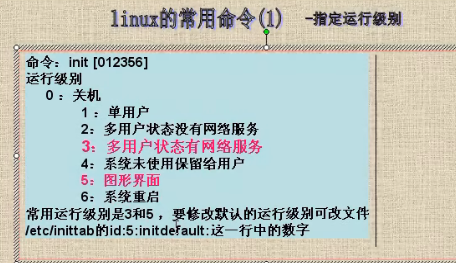 linux的常用命令(1) -指定运行级别
命令：init [012356]
运行级别
0：关机
1：单用户
2：多用户状态没有网络服务
3：多用户状态有网络服务
4：系统未使用保留给用户
5：图形界面
6：系统重启
常用运行级别是3和5，要修改默认的运行级别可改文件
/etc/inittab的id:5:initdefault:这一行中的数字